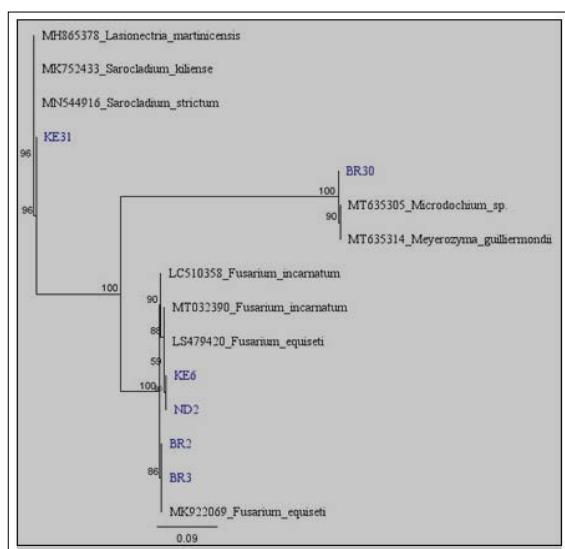 MH865378_Lasionectria_martinicensis
MK752433_Sarocladium_kiliense
MN544916_Sarocladium_strictum
KE31
96
96
BR30
100
MT635305_Microdochium_sp.
90
MT635314_Meyerozyma_guilliermondii
LC510358_Fusarium_incarnatum
100
90
MT032390_Fusarium_incarnatum
88
LS479420_Fusarium_equiseti
59
KE6
100
ND2
BR2
86
BR3
MK922069_Fusarium_equiseti
0.09